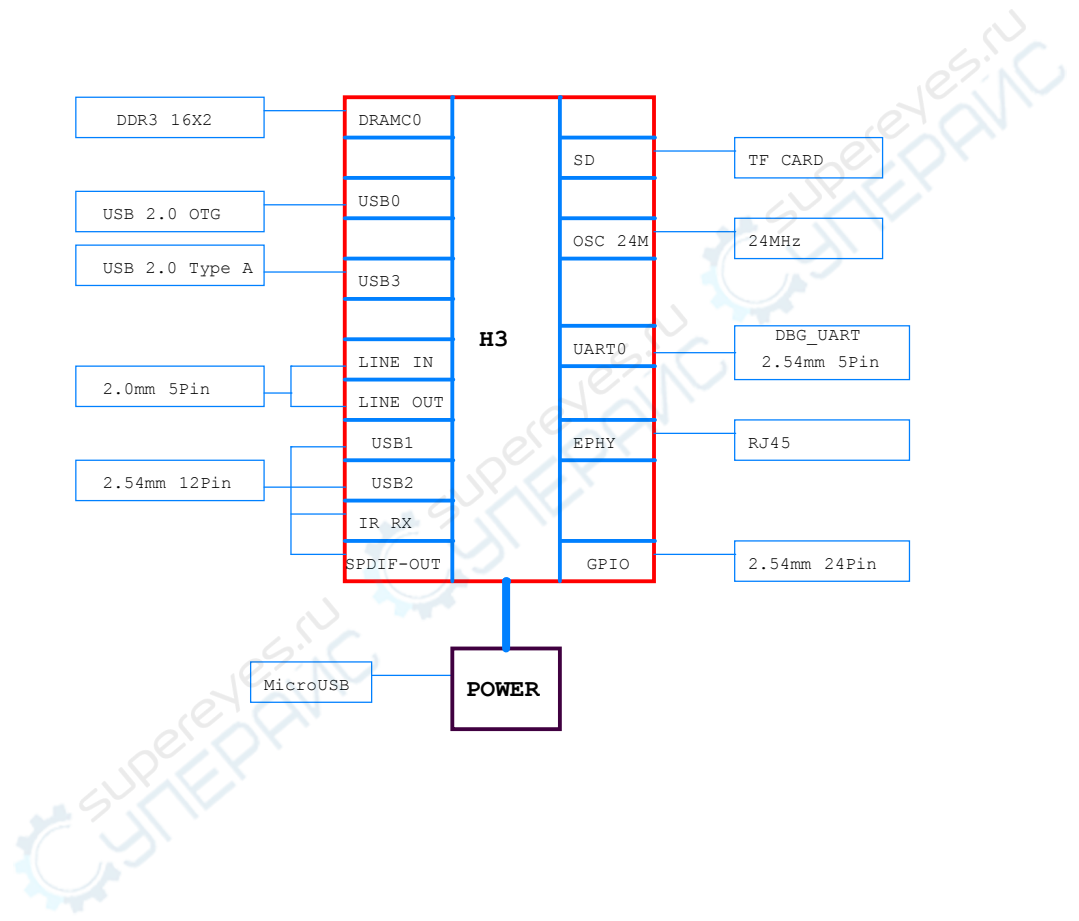 DDR3 16X2
USB 2.0 OTG
USB 2.0 Type A
2.0mm 5Pin
2.54mm 12Pin
DRAMC0
USB0
USB3
LINE IN
LINE OUT
USB1
USB2
IR RX
SPDIF-OUT
H3
SD
OSC 24M
UART0
EPHY
GPIO
TF CARD
24MHz
DBG_UART
2.54mm 5Pin
RJ45
2.54mm 24Pin
MicroUSB
POWER
supereyes.ru
СУПЕРАЙС
supereyes.ru
СУПЕРАЙС
supereyes.ru
СУПЕРАЙС